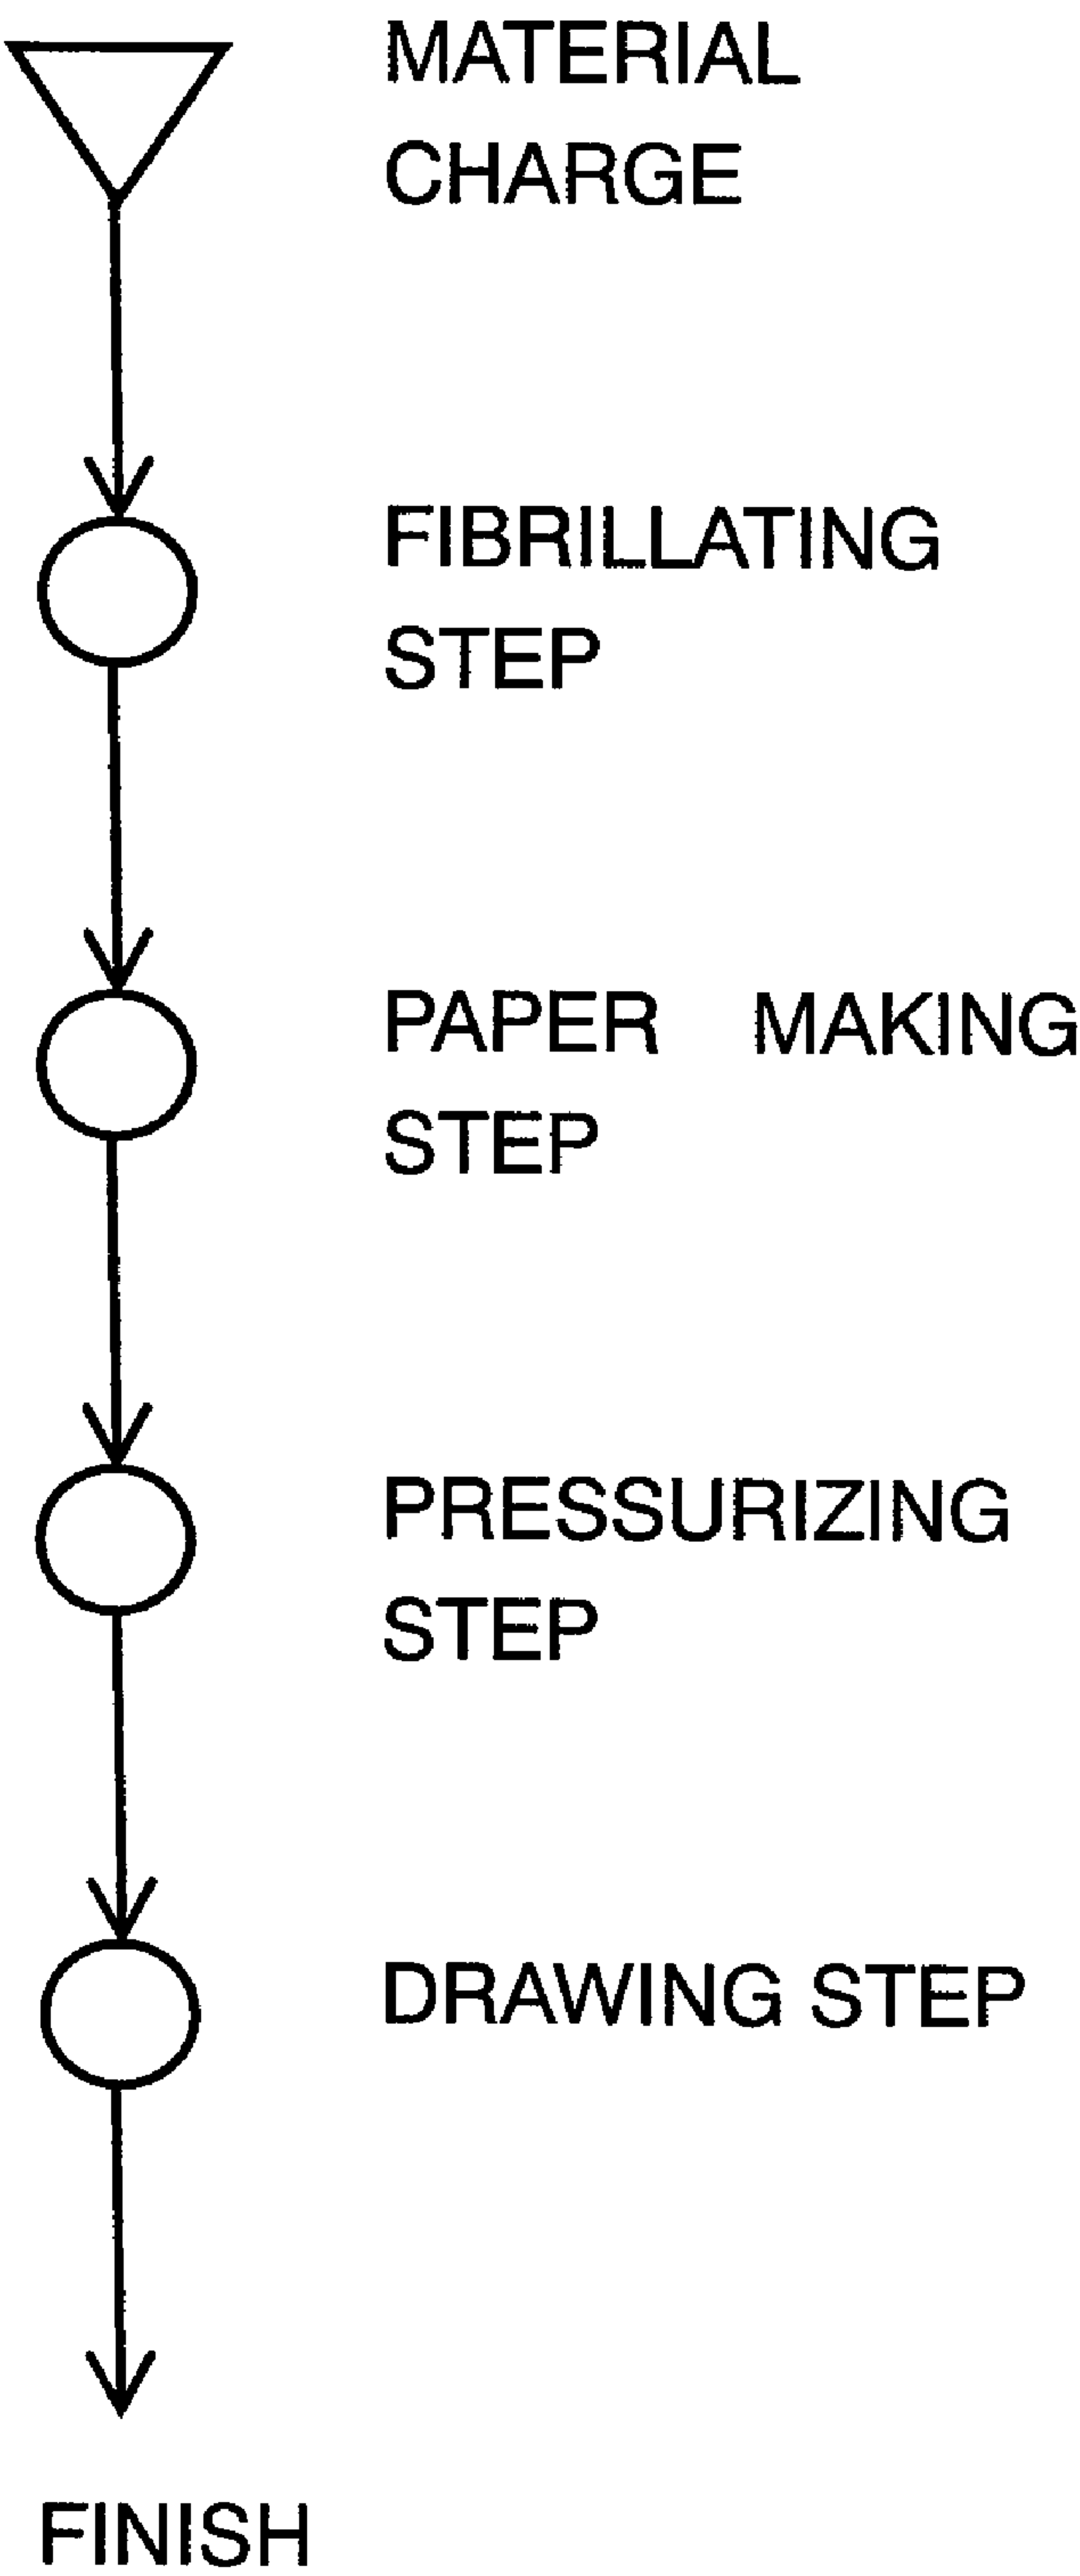 MATERIAL
CHARGE
FIBRILLATING
STEP
PAPER MAKING
STEP
PRESSURIZING
STEP
DRAWING STEP
FINISH